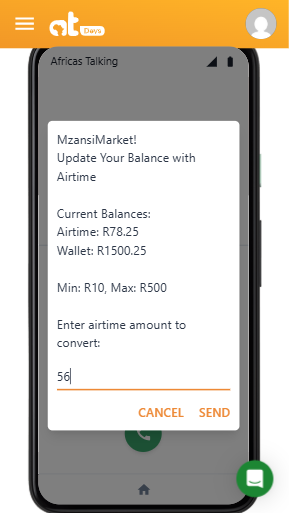 at
Devs
Africas Talking
MzansiMarket!
Update Your Balance with
Airtime
Current Balances:
Airtime: R78.25
Wallet: R1500.25
Min: R10, Max: R500
Enter airtime amount to
convert:
56
CANCEL SEND